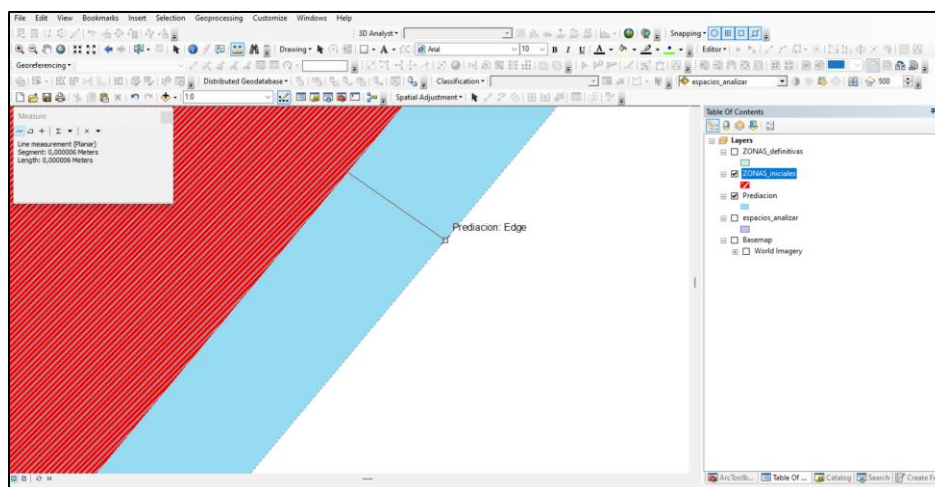 File Edit View Bookmarks Insert Selection Geoprocessing Customize Windows Help
3D Analyst Snapping
Drawing Arial 10 B I U A Editor
Georeferencing
Distributed Geodatabase Classification espacios_analizar 500
1:0 Spatial Adjustment
Measure
Line measurement (Planar)
Segment: 0,000006 Meters
Length: 0,000006 Meters
Prediacion: Edge
Table Of Contents
Layers
ZONAS_definitivas
ZONAS_iniciales
Prediacion
espacios_analizar
Basemap
World Imagery
ArcToolb... Table Of ... Catalog Search Create Fe